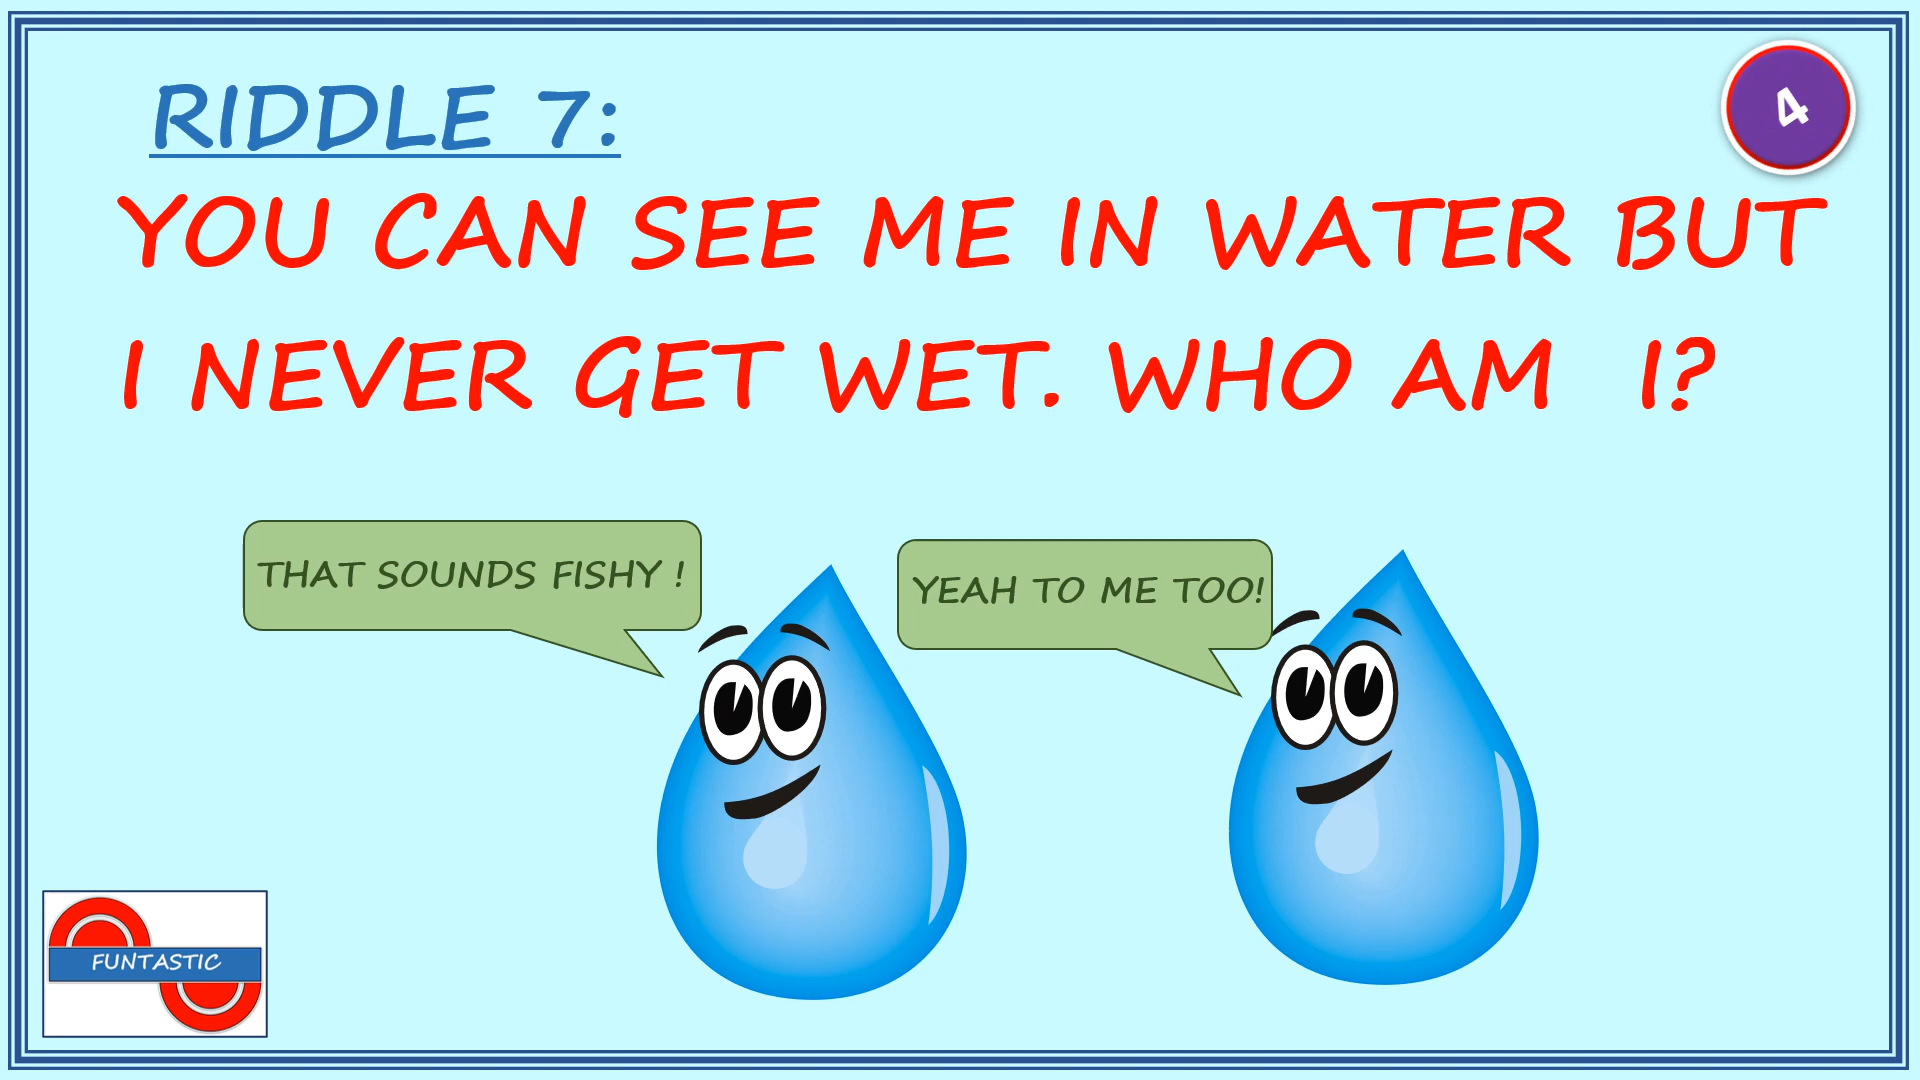 RIDDLE 7:
4
YOU CAN SEE ME IN WATER BUT
I NEVER GET WET. WHO AM I?
THAT SOUNDS FISHY !
YEAH TO ME TOO!
FUNTASTIC